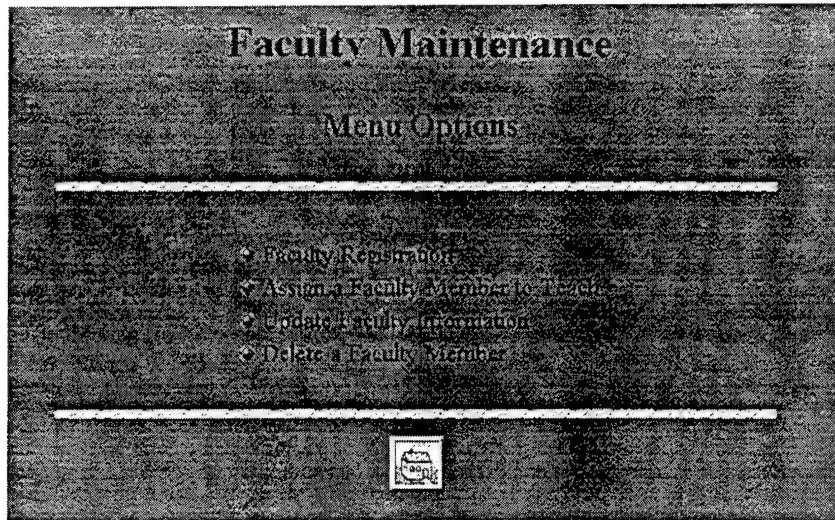 Faculty Maintenance
Menu Options
Faculty Registration
Assign a Faculty Member to Teach
Update Faculty Information
Delete a Faculty Member